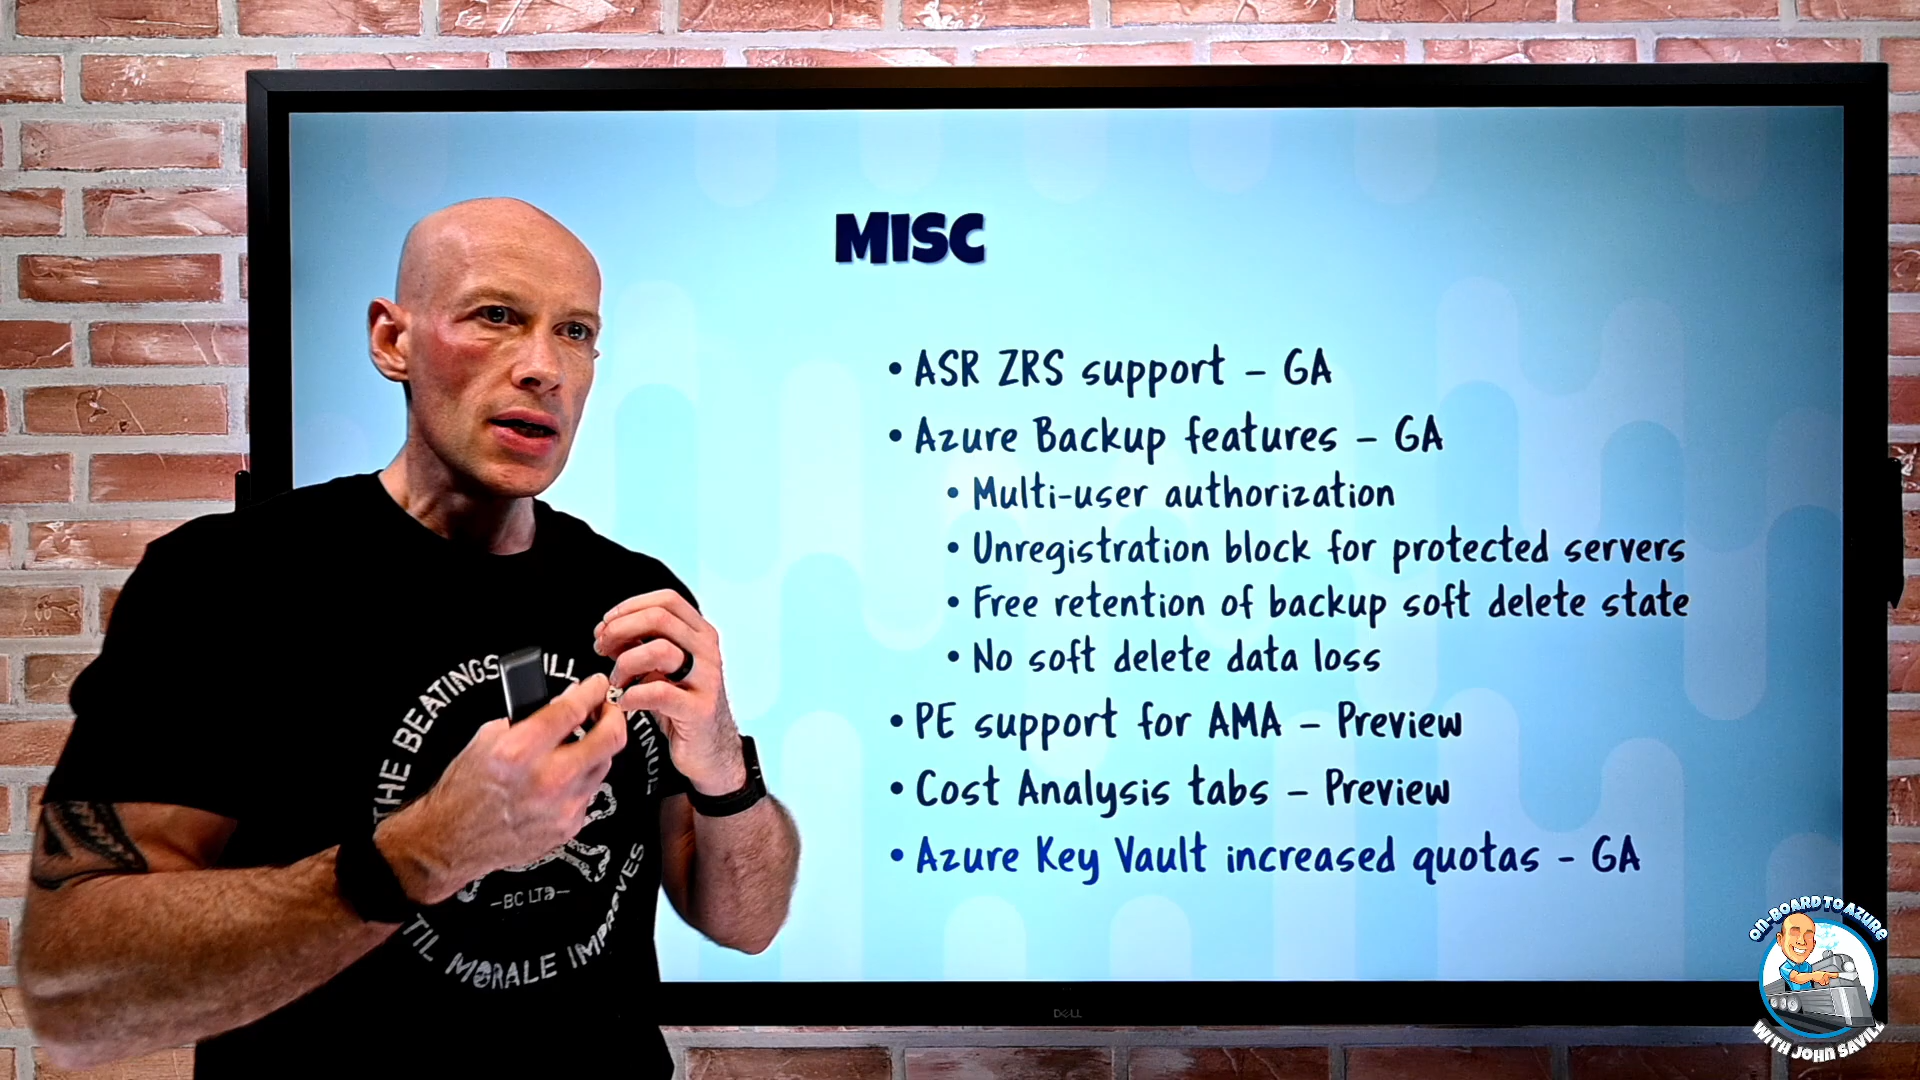 MISC
• ASR ZRS support – GA
• Azure Backup features – GA
• Multi-user authorization
• Unregistration block for protected servers
• Free retention of backup soft delete state
• No soft delete data loss
• PE support for AMA – Preview
• Cost Analysis tabs – Preview
• Azure Key Vault increased quotas - GA
THE BEATINGS
–BC LTD–
TIL MORALE IMPROVES
DELL
ON-BOARD TO AZURE
WITH JOHN SAVILL